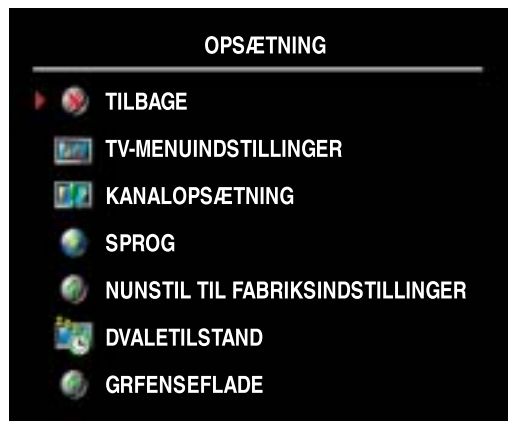 OPSÆTNING
TILBAGE
TV-MENUINDSTILLINGER
KANALOPSÆTNING
SPROG
NUNSTIL TIL FABRIKSINDSTILLINGER
DVALETILSTAND
GRFENSEFLADE